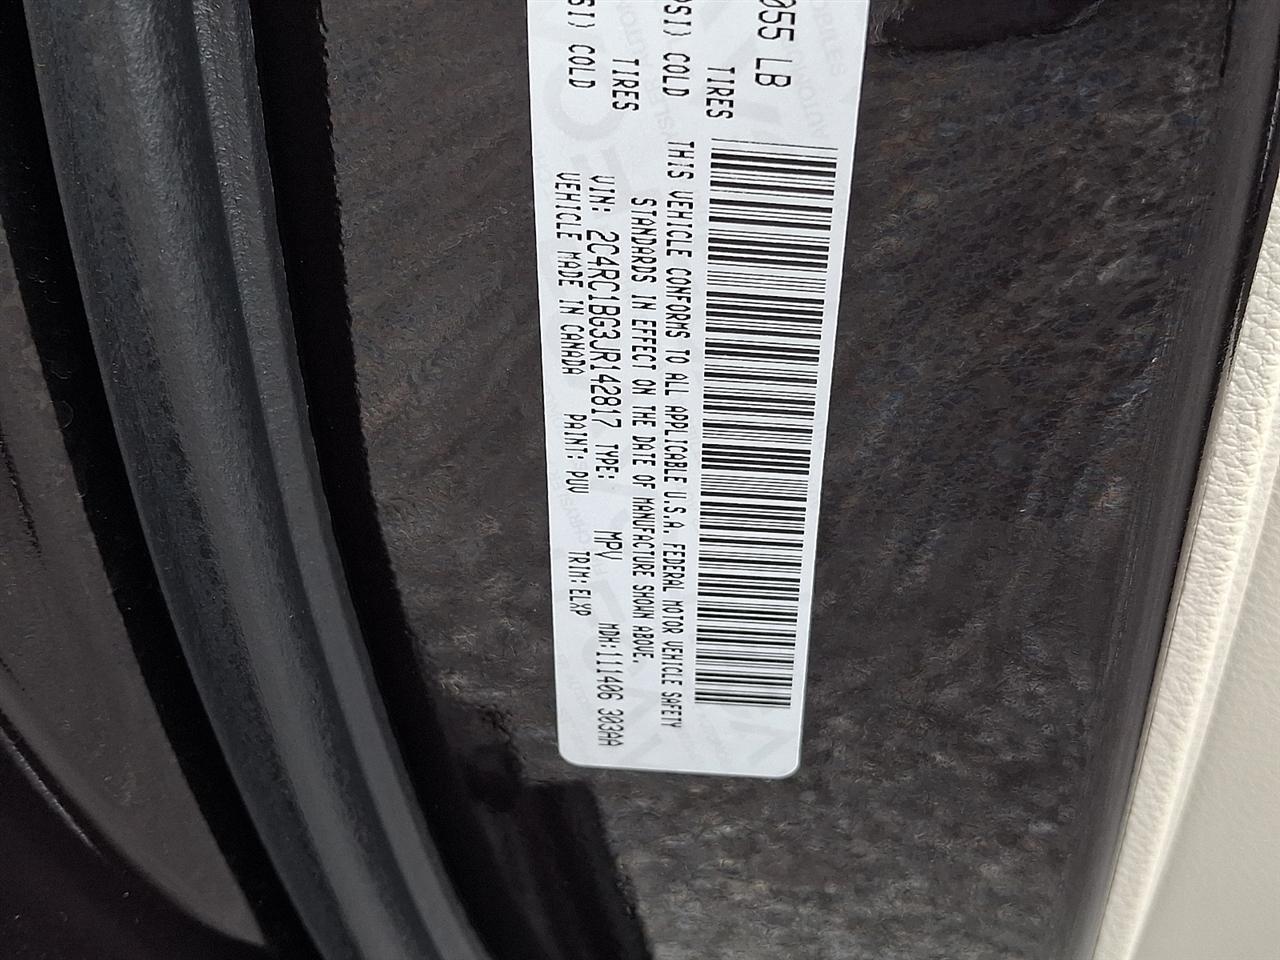 055 LB
TIRES
PSI) COLD
TIRES
SI) COLD
THIS VEHICLE CONFORMS TO ALL APPLICABLE U.S.A. FEDERAL MOTOR VEHICLE SAFETY
STANDARDS IN EFFECT ON THE DATE OF MANUFACTURE SHOWN ABOVE.
VIN: 2C4RC1BG3JR142817 TYPE: MPV MDH:111406 303AA
VEHICLE MADE IN CANADA PAINT: PUV TRIM:ELXP